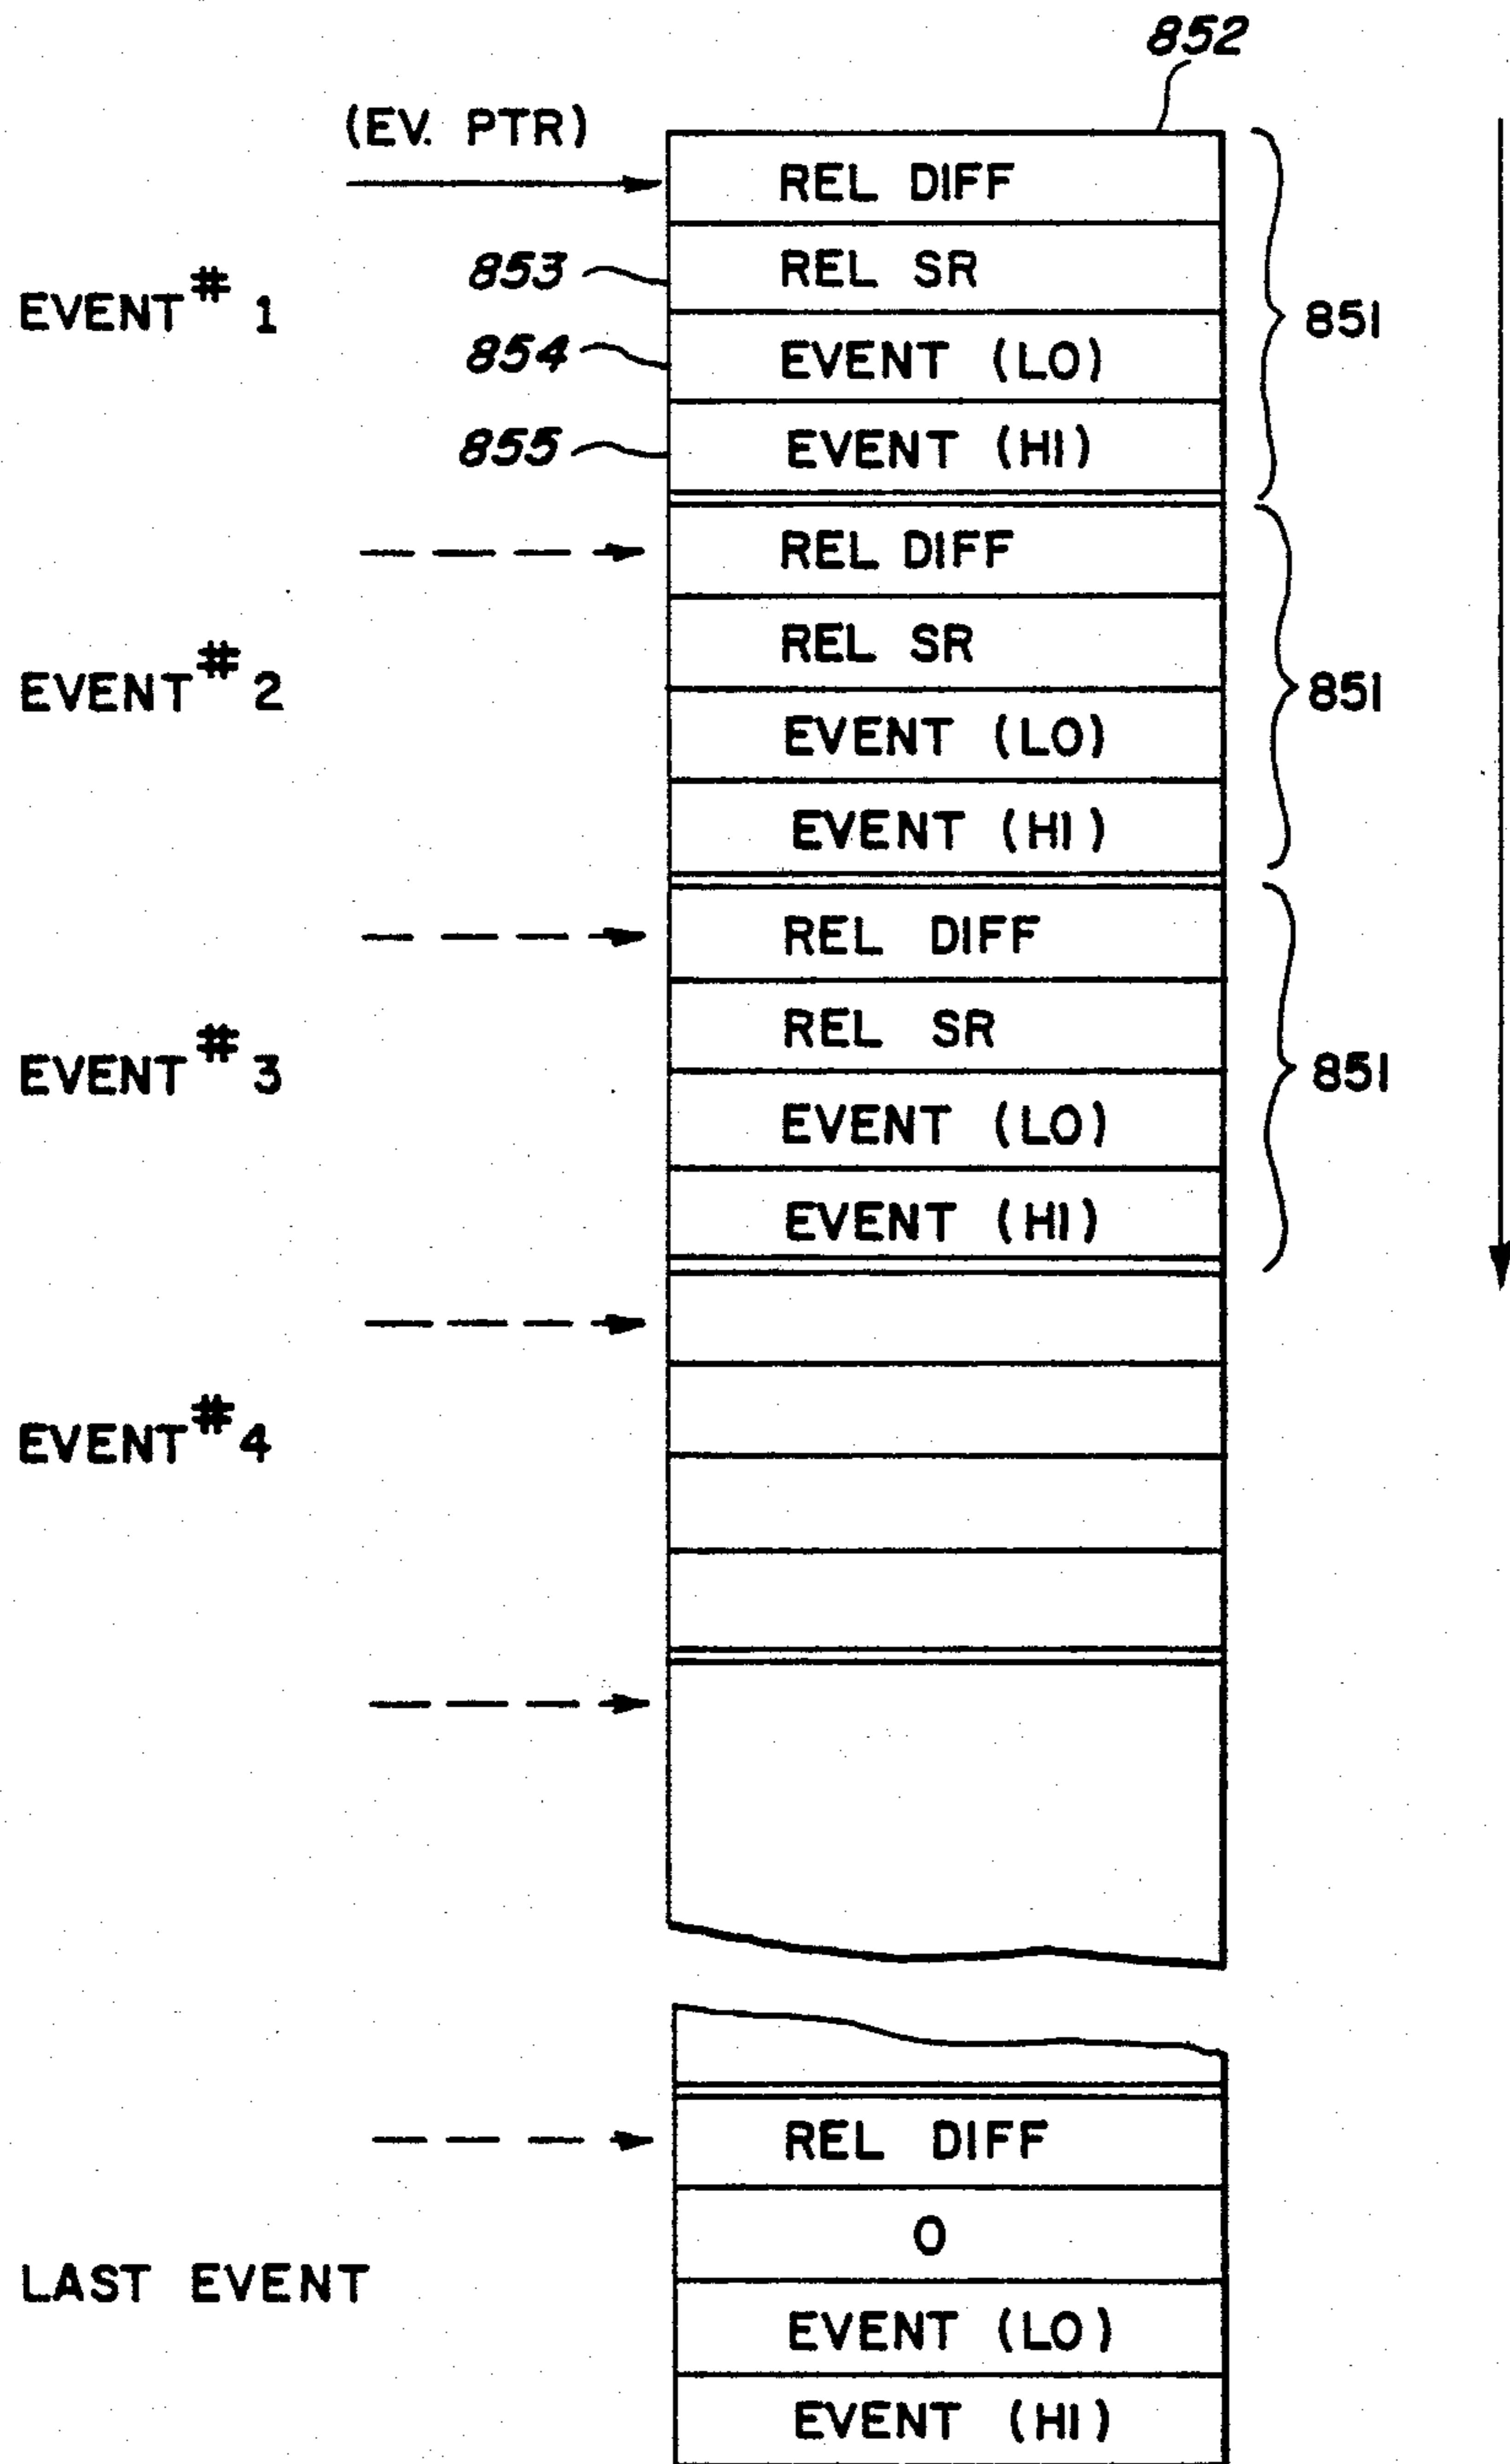 852
(EV. PTR)
REL DIFF
853
REL SR
EVENT # 1
851
854
EVENT (LO)
855
EVENT (HI)
REL DIFF
REL SR
EVENT # 2
851
EVENT (LO)
EVENT (HI)
REL DIFF
REL SR
EVENT # 3
851
EVENT (LO)
EVENT (HI)
EVENT # 4
REL DIFF
0
LAST EVENT
EVENT (LO)
EVENT (HI)